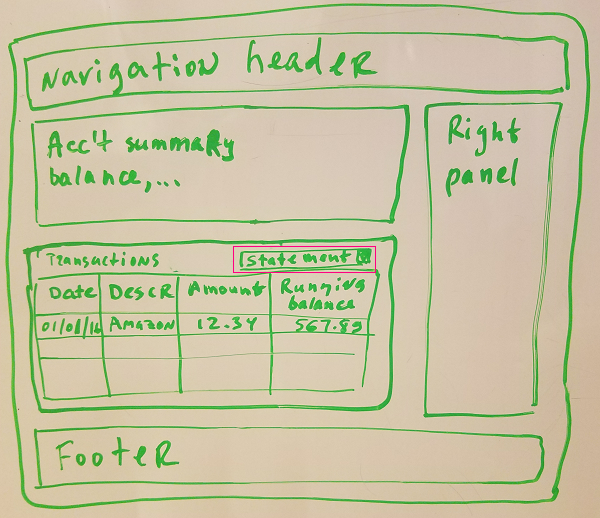 Navigation header
Acc't summary
balance,...
Right
panel
Transactions
Statement
Date Descr Amount Running balance
01/01/16 Amazon 12.34 567.89
Footer